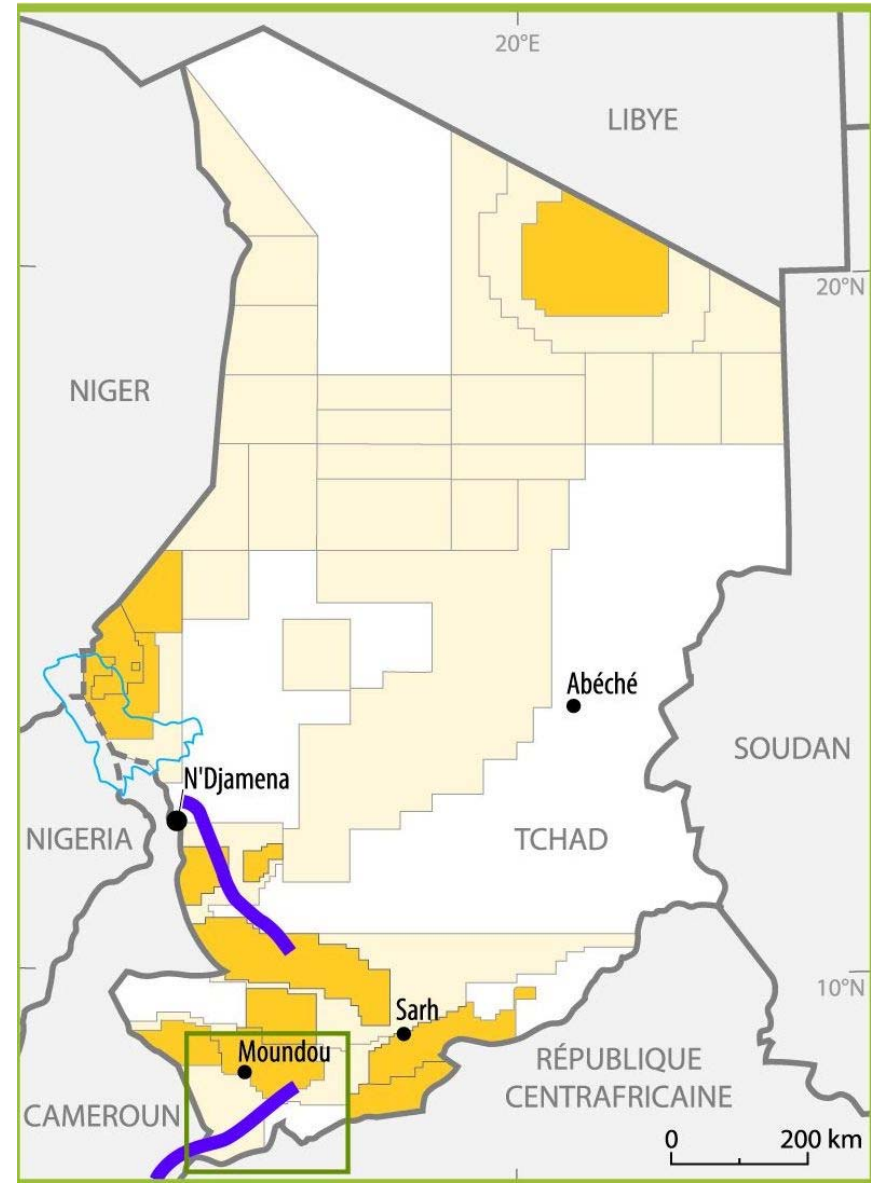 20°E
LIBYE
20°N
NIGER
Abéché
SOUDAN
N'Djamena
NIGERIA
TCHAD
10°N
Sarh
Moundou
RÉPUBLIQUE
CENTRAFRICAINE
CAMEROUN
0 200 km